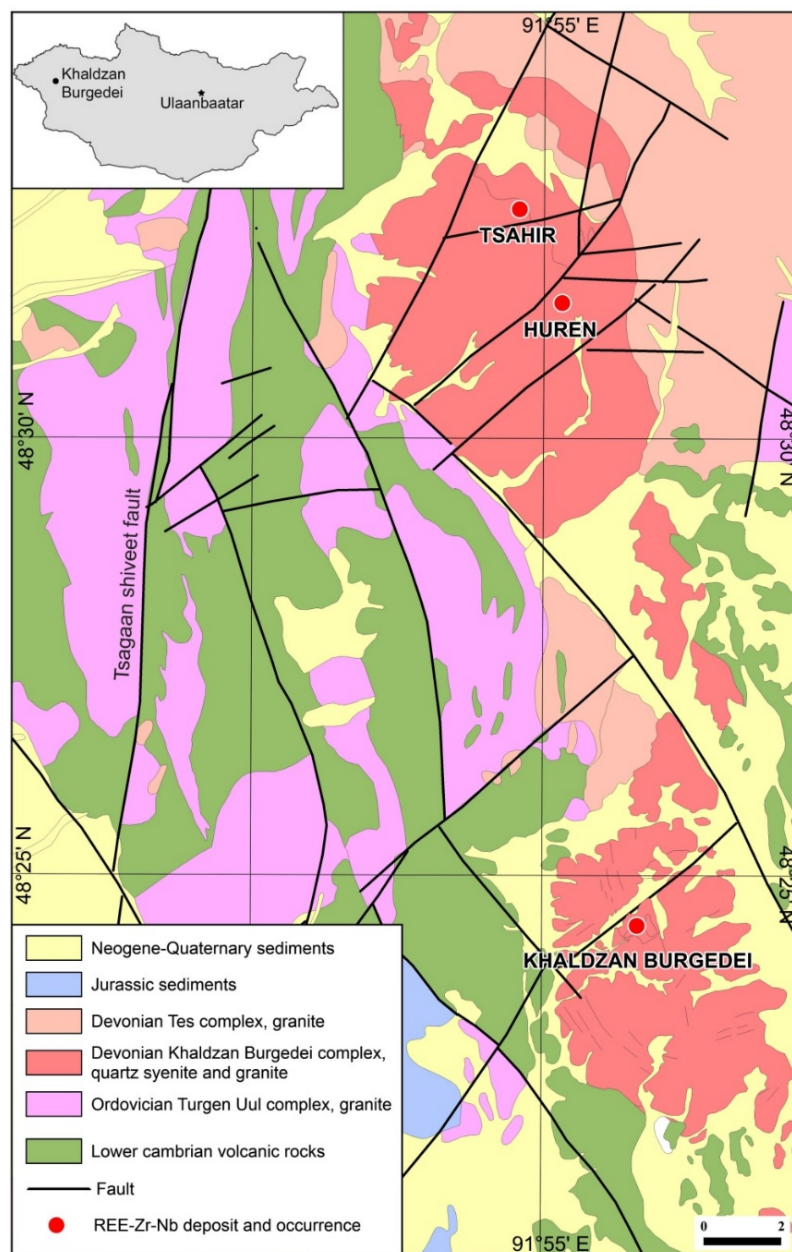 91°55' E
Khaldzan
Burgedei
Ulaanbaatar
TSAHIR
HUREN
48°30' N
48°30' N
Tsagaan shiveet fault
48°25' N
48°25' N
KHALDZAN BURGEDEI
Neogene-Quaternary sediments
Jurassic sediments
Devonian Tes complex, granite
Devonian Khaldzan Burgedei complex,
quartz syenite and granite
Ordovician Turgen Uul complex, granite
Lower cambrian volcanic rocks
Fault
REE-Zr-Nb deposit and occurrence
0 2
91°55' E